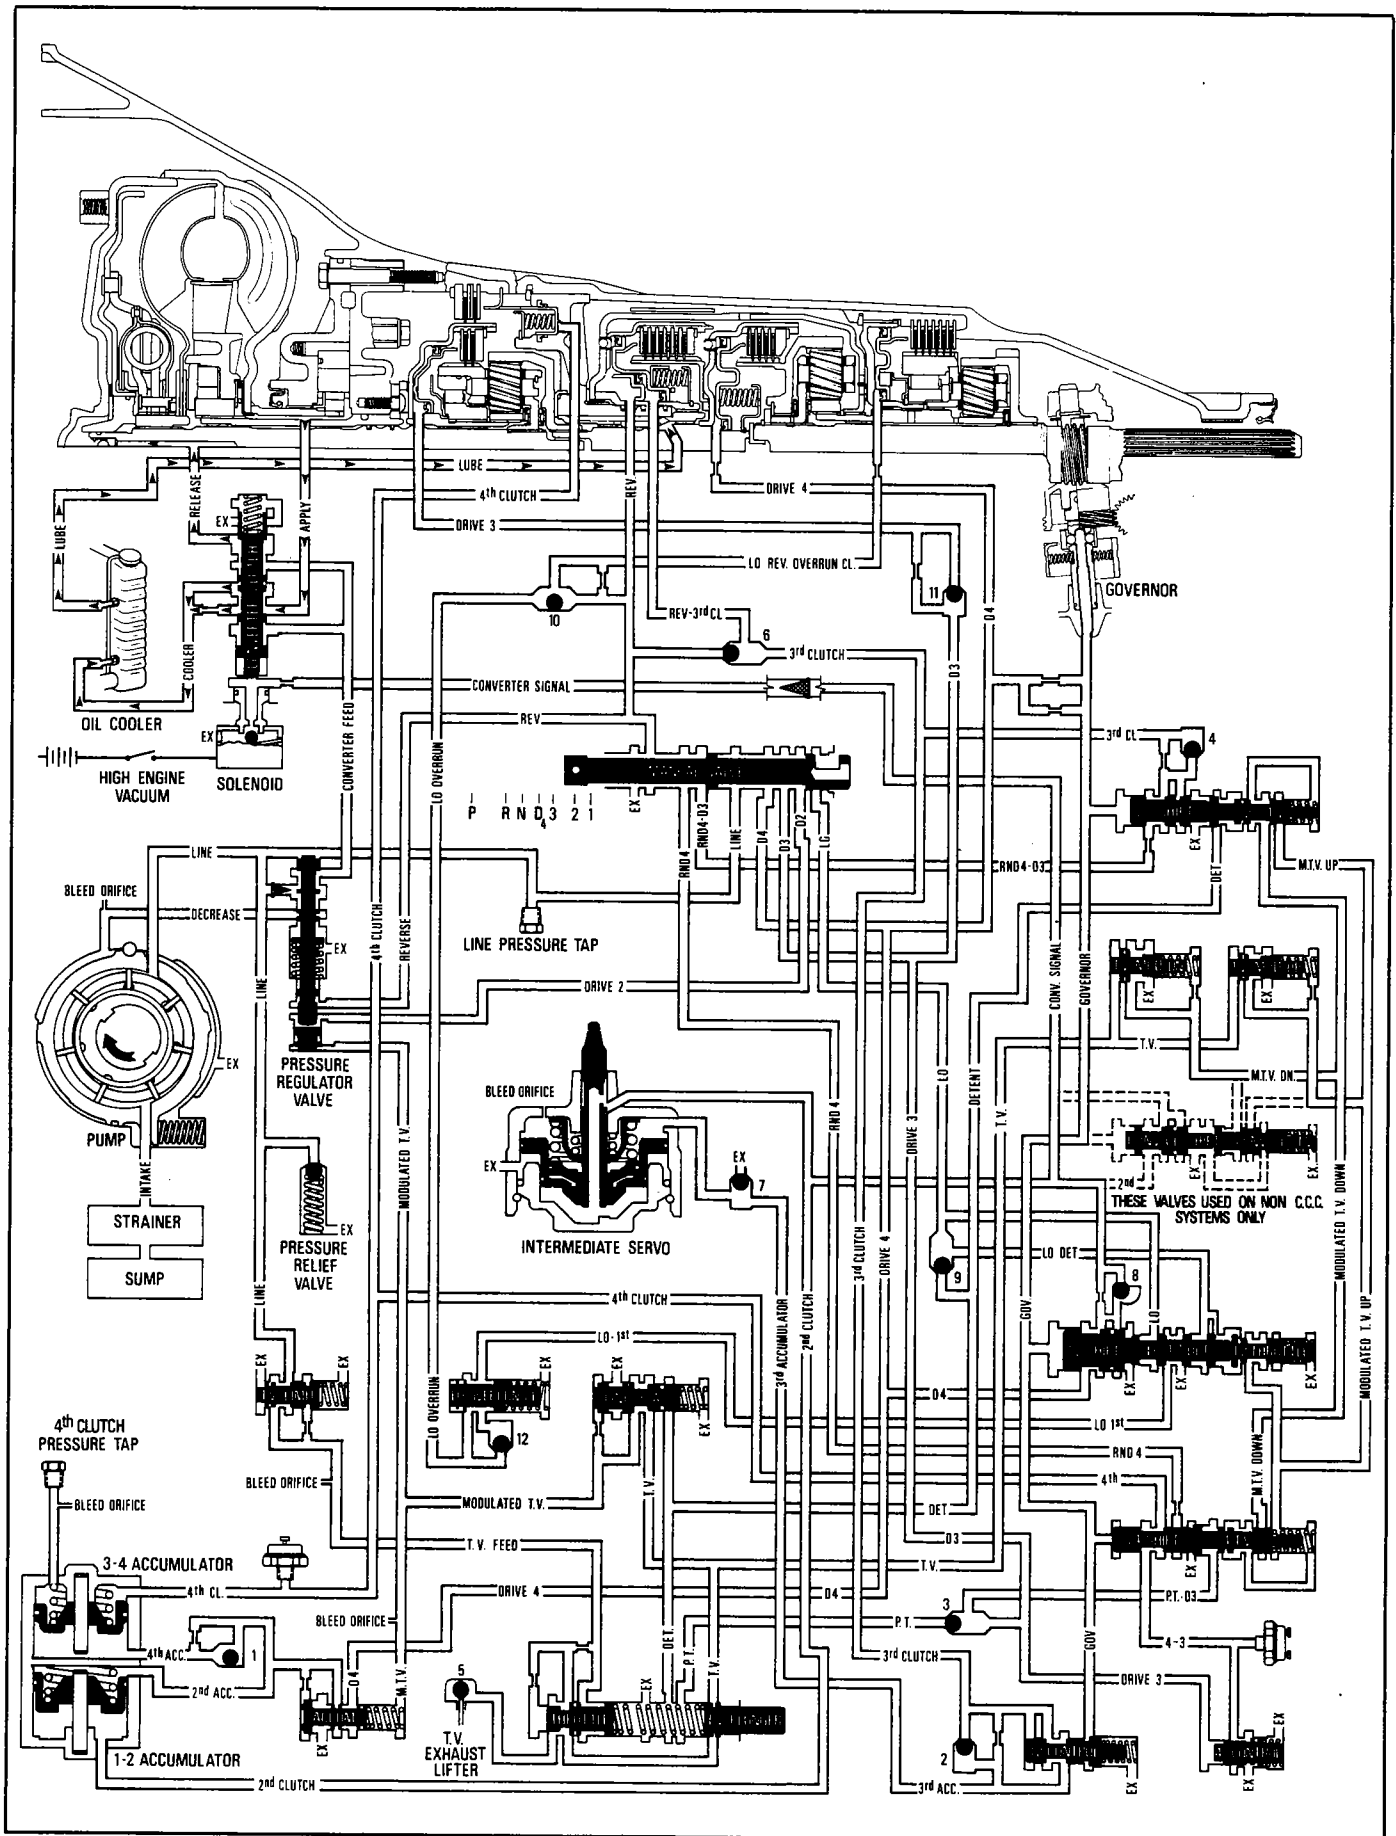 LUBE
4th CLUTCH
DRIVE 4
DRIVE 3
REV.
RELEASE
EX
APPLY
LUBE
LO REV. OVERRUN CL.
11
10
REV-3rd CL
6
D4
GOVERNOR
3rd CLUTCH
D3
COOLER
CONVERTER SIGNAL
OIL COOLER
REV
EX
CONVERTER FEED
LO OVERRUN
3rd CL
4
HIGH ENGINE
VACUUM
SOLENOID
P R N D4 3 2 1
EX
RND4
RND4-D3
LINE
D4
D3
D2
EX
LINE
RND4-D3
DET
M.T.V. UP
BLEED ORIFICE
DECREASE
EX
4th CLUTCH
REVERSE
LINE PRESSURE TAP
LINE
DRIVE 2
CONV. SIGNAL
GOVERNOR
EX
EX
EX
PRESSURE
REGULATOR
VALVE
BLEED ORIFICE
LO
DETENT
T.V.
T.V.
M.T.V. DN.
PUMP
INTAKE
MODULATED T.V.
RND 4
DRIVE 3
EX
EX
7
EX
EX
2nd
THESE VALVES USED ON NON C.C.C.
SYSTEMS ONLY
STRAINER
EX
PRESSURE
RELIEF
VALVE
INTERMEDIATE SERVO
SUMP
3rd CLUTCH
DRIVE 4
9
LO DET
8
MODULATED T.V. DOWN
LINE
4th CLUTCH
LO-1st
3rd ACCUMULATOR
2nd CLUTCH
GOV
LO
MODULATED T.V. UP
EX
EX
EX
EX
EX
EX
EX
LO OVERRUN
12
EX
D4
LO 1st
4th CLUTCH
PRESSURE TAP
RND 4
M.T.V. DOWN
BLEED ORIFICE
4th
T.V.
BLEED ORIFICE
MODULATED T.V.
DET
T.V. FEED
D3
T.V.
EX
3-4 ACCUMULATOR
4th CL.
DRIVE 4
D4
P.T.-D3
BLEED ORIFICE
3
P.T.
4th ACC.
1
DET.
GOV
4-3
3rd CLUTCH
2nd ACC.
D4
M.T.V.
5
EX
P.T.
T.V.
DRIVE 3
EX
T.V.
EXHAUST
LIFTER
EX
1-2 ACCUMULATOR
2
2nd CLUTCH
3rd ACC.
EX
EX